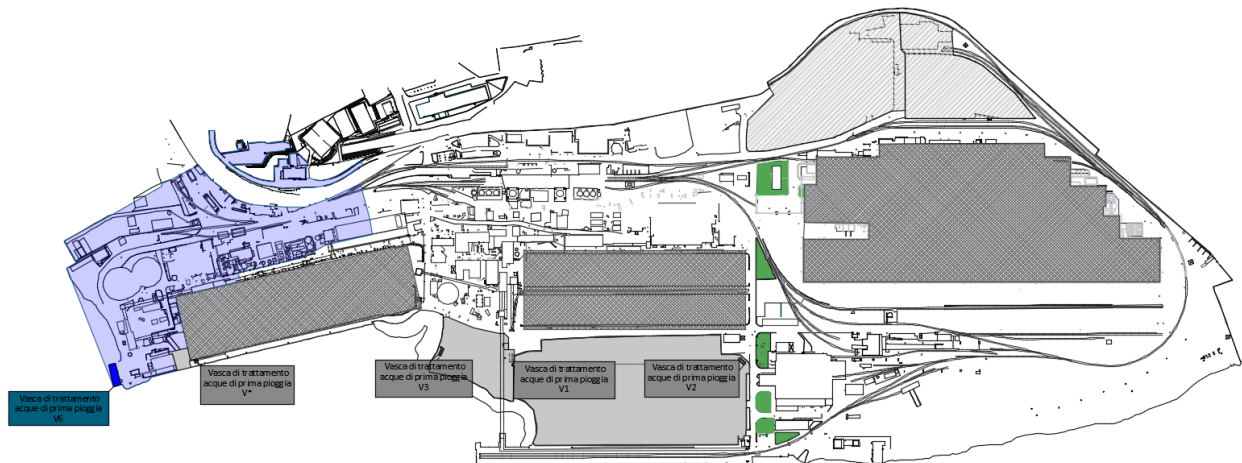 Vasca di trattamento
acque di prima pioggia
V6
Vasca di trattamento
acque di prima pioggia
V*
Vasca di trattamento
acque di prima pioggia
V3
Vasca di trattamento
acque di prima pioggia
V1
Vasca di trattamento
acque di prima pioggia
V2